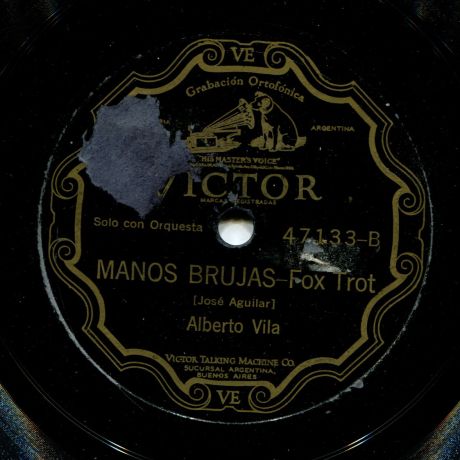 VE
Grabación Ortofónica
ARGENTINA
"HIS MASTER'S VOICE"
VICTOR
MARCAS REGISTRADAS
Solo con Orquesta
47133-B
MANOS BRUJAS-Fox Trot
[José Aguilar]
Alberto Vila
VICTOR TALKING MACHINE CO.
SUCURSAL ARGENTINA,
BUENOS AIRES
VE